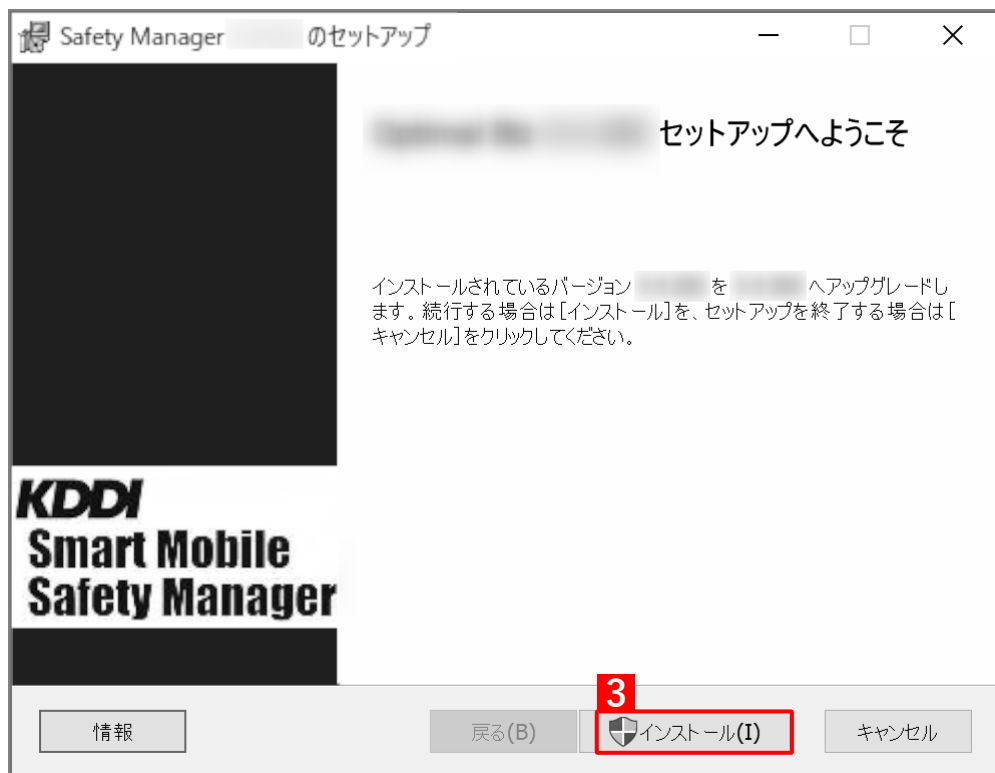 Safety Manager のセットアップ
セットアップへようこそ
インストールされているバージョン を へアップグレードし
ます。続行する場合は[インストール]を、セットアップを終了する場合は[
キャンセル]をクリックしてください。
KDDI
Smart Mobile
Safety Manager
3
情報
戻る(B)
インストール(I)
キャンセル